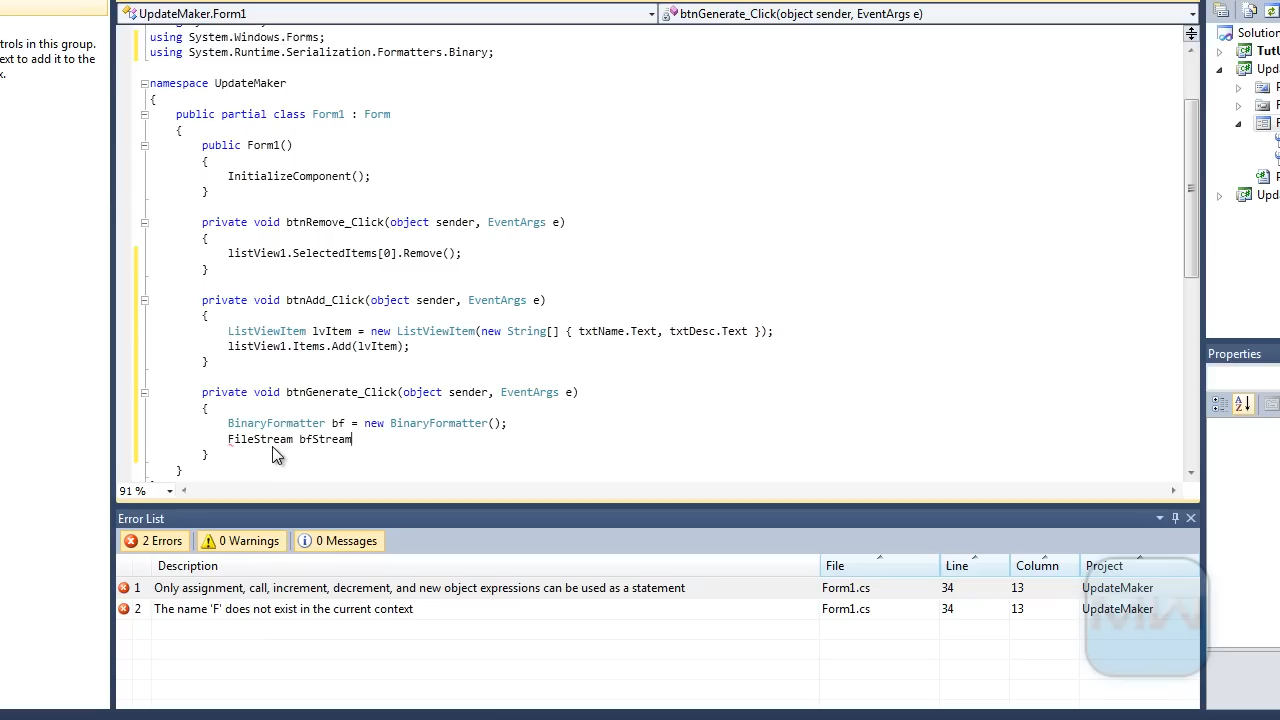 UpdateMaker.Form1
btnGenerate_Click(object sender, EventArgs e)
trols in this group.
ext to add it to the
x.
using System.Windows.Forms;
using System.Runtime.Serialization.Formatters.Binary;
namespace UpdateMaker
{
public partial class Form1 : Form
{
public Form1()
{
InitializeComponent();
}
private void btnRemove_Click(object sender, EventArgs e)
{
listView1.SelectedItems[0].Remove();
}
private void btnAdd_Click(object sender, EventArgs e)
{
ListViewItem lvItem = new ListViewItem(new String[] { txtName.Text, txtDesc.Text });
listView1.Items.Add(lvItem);
}
private void btnGenerate_Click(object sender, EventArgs e)
{
BinaryFormatter bf = new BinaryFormatter();
FileStream bfStream
}
}
91 %
Solution
Tut
Upd
Upd
Properties
Error List
2 Errors
0 Warnings
0 Messages
Description File Line Column Project
1 Only assignment, call, increment, decrement, and new object expressions can be used as a statement Form1.cs 34 13 UpdateMaker
2 The name 'F' does not exist in the current context Form1.cs 34 13 UpdateMaker